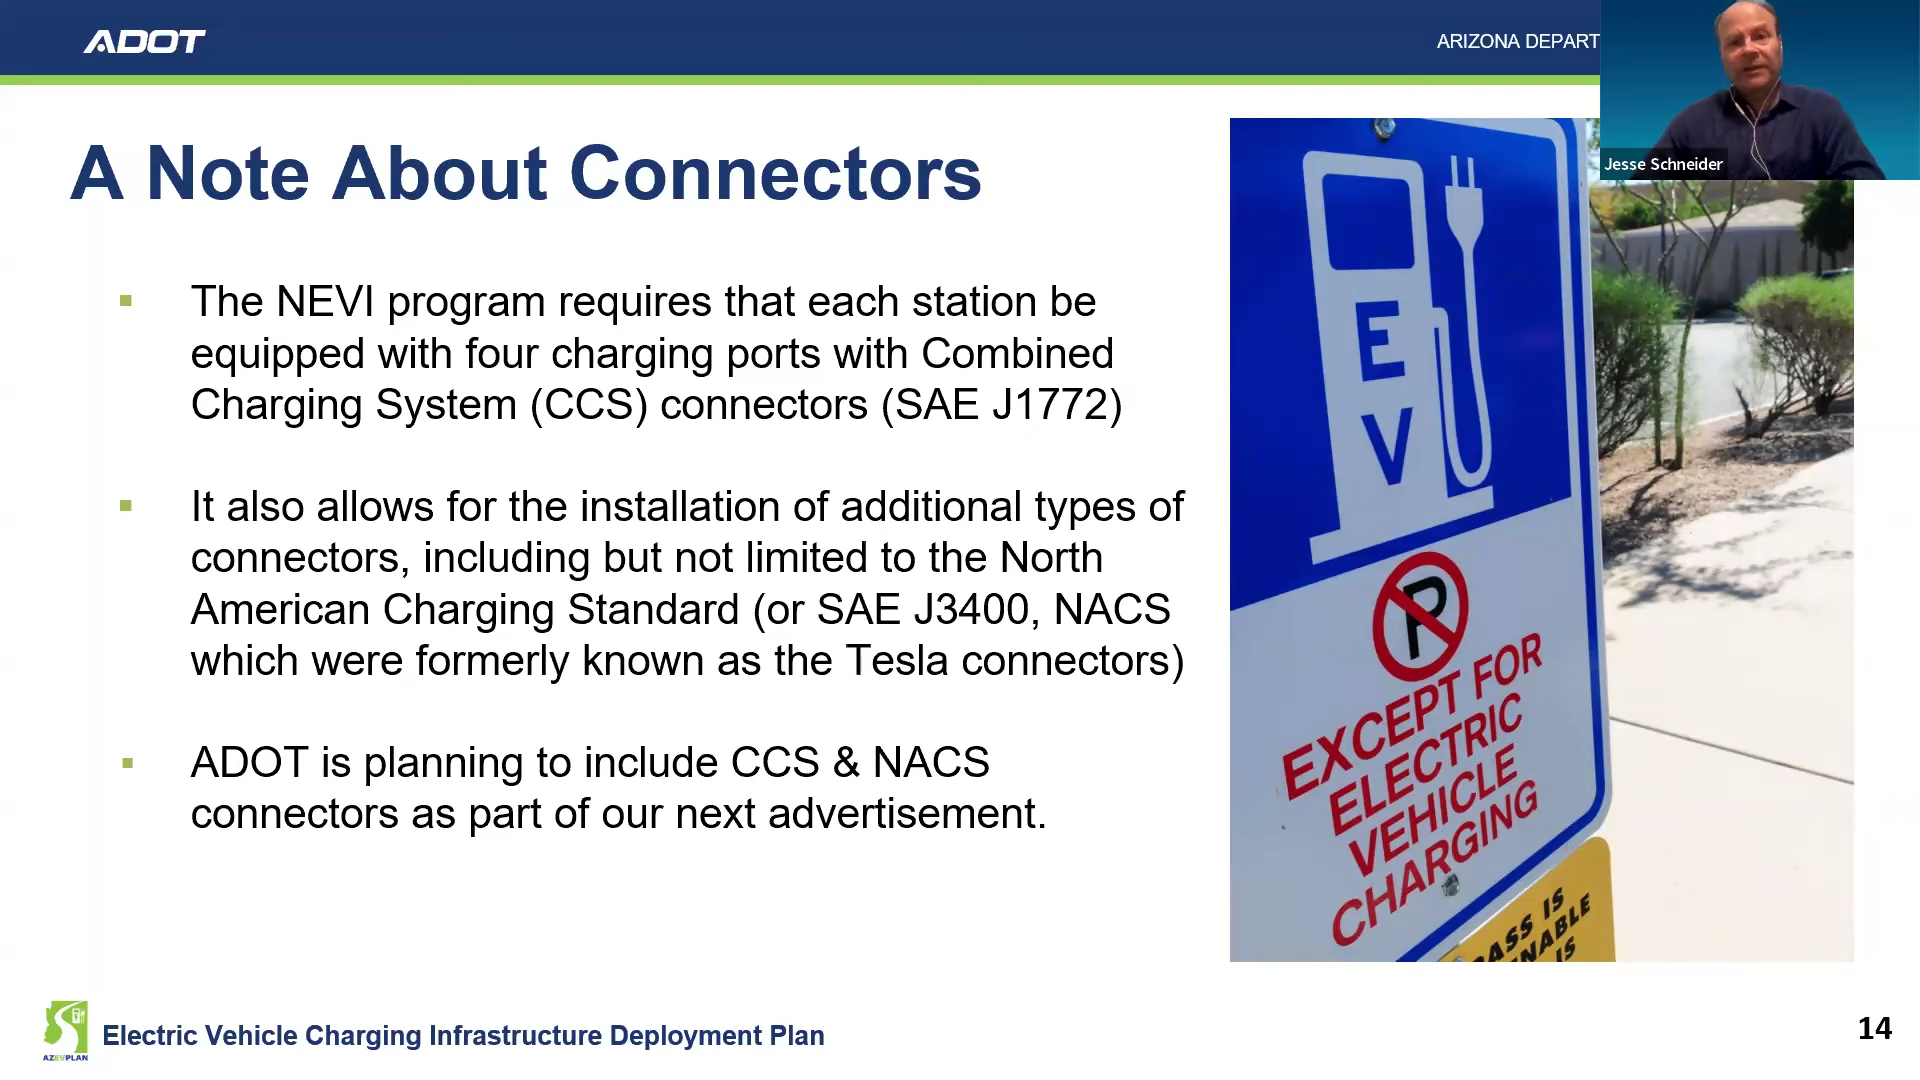 ADOT
ARIZONA DEPART
Jesse Schneider
A Note About Connectors
▪ The NEVI program requires that each station be
equipped with four charging ports with Combined
Charging System (CCS) connectors (SAE J1772)
▪ It also allows for the installation of additional types of
connectors, including but not limited to the North
American Charging Standard (or SAE J3400, NACS
which were formerly known as the Tesla connectors)
▪ ADOT is planning to include CCS & NACS
connectors as part of our next advertisement.
E
V
P
EXCEPT FOR
ELECTRIC
VEHICLE
CHARGING
IS
IS
AZEVPLAN
Electric Vehicle Charging Infrastructure Deployment Plan
14